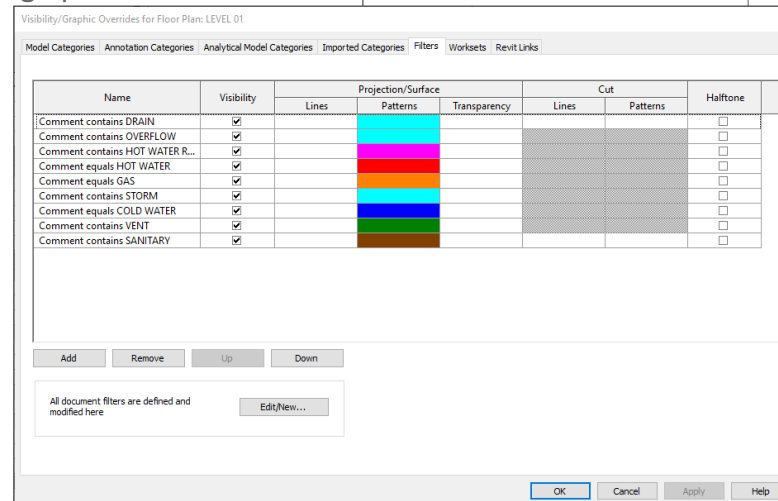 Visibility/Graphic Overrides for Floor Plan: LEVEL 01
Model Categories Annotation Categories Analytical Model Categories Imported Categories Filters Worksets Revit Links
Name Visibility Projection/Surface Cut Halftone
Lines Patterns Transparency Lines Patterns
Comment contains DRAIN
Comment contains OVERFLOW
Comment contains HOT WATER R...
Comment equals HOT WATER
Comment equals GAS
Comment contains STORM
Comment equals COLD WATER
Comment contains VENT
Comment contains SANITARY
Add Remove Up Down
All document filters are defined and
modified here
Edit/New...
OK Cancel Apply Help